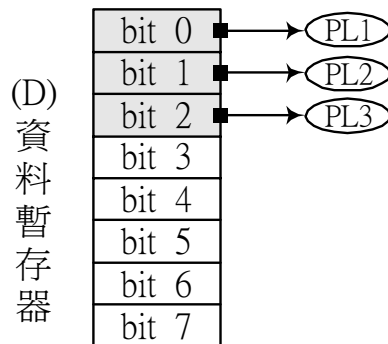 (D)
資料暫存器
bit 0
PL1
bit 1
PL2
bit 2
PL3
bit 3
bit 4
bit 5
bit 6
bit 7